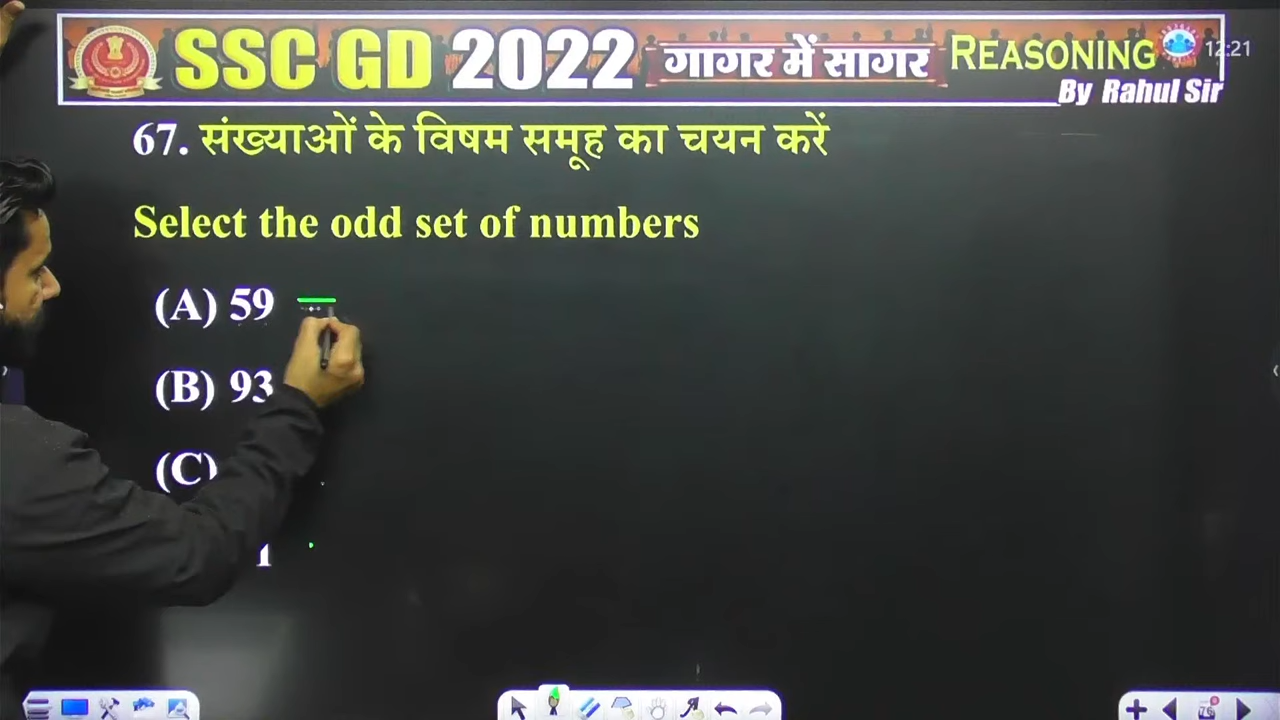 SSC GD 2022 गागर में सागर REASONING 12:21
By Rahul Sir
67. संख्याओं के विषम समूह का चयन करें
Select the odd set of numbers
(A) 59
(B) 93
(C)
1
76